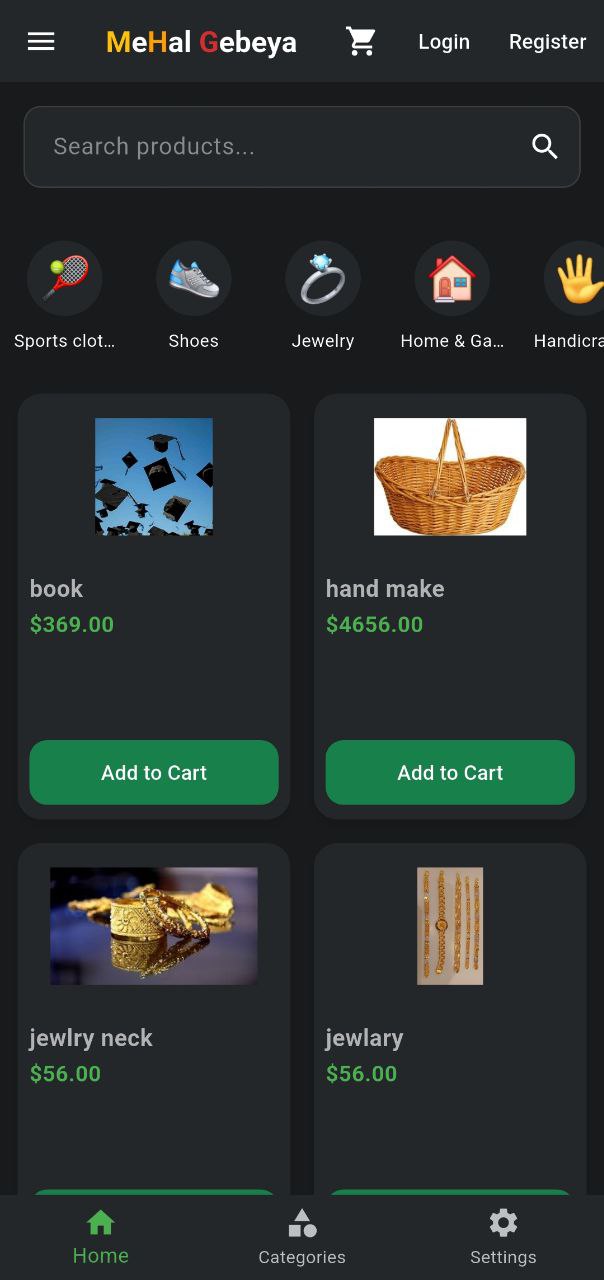 MeHal Gebeya
Login
Register
Search products...
Sports clot...
Shoes
Jewelry
Home & Ga...
Handicra
book
$369.00
Add to Cart
hand make
$4656.00
Add to Cart
jewlry neck
$56.00
jewlary
$56.00
Home
Categories
Settings